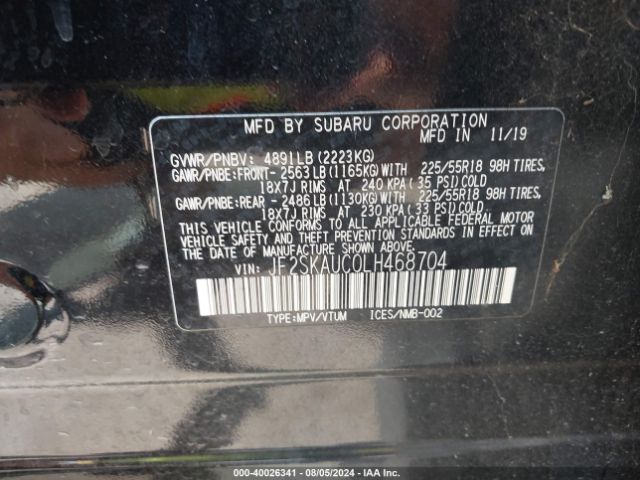 MFD BY SUBARU CORPORATION
MFD IN 11/19
GVWR/PNBV: 4891LB(2223KG)
GAWR/PNBE:FRONT-2563LB(1165KG)WITH 225/55R18 98H TIRES,
18X7J RIMS AT 240 KPA(35 PSI)COLD
GAWR/PNBE:REAR -2486LB(1130KG)WITH 225/55R18 98H TIRES,
18X7J RIMS AT 230 KPA(33 PSI)COLD
THIS VEHICLE CONFORMS TO ALL APPLICABLE FEDERAL MOTOR
VEHICLE SAFETY AND BUMPER STANDARDS IN EFFECT ON
THE DATE OF MANUFACTURE SHOWN ABOVE.
VIN: JF2SKAUC0LH468704
TYPE:MPV/VTUM ICES/NMB-002
000-40026341 - 08/05/2024 - IAA Inc.